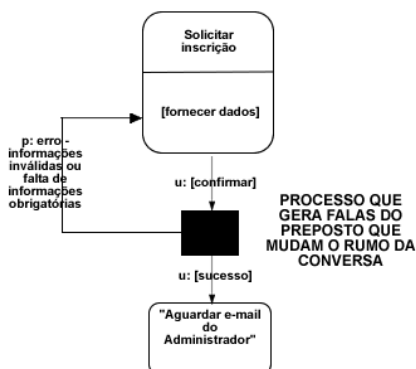 Solicitar
inscrição
[fornecer dados]
p: erro -
informações
inválidas ou
falta de
informações
obrigatórias
u: [confirmar]
PROCESSO QUE
GERA FALAS DO
PREPOSTO QUE
MUDAM O RUMO DA
CONVERSA
u: [sucesso]
"Aguardar e-mail
do
Administrador"